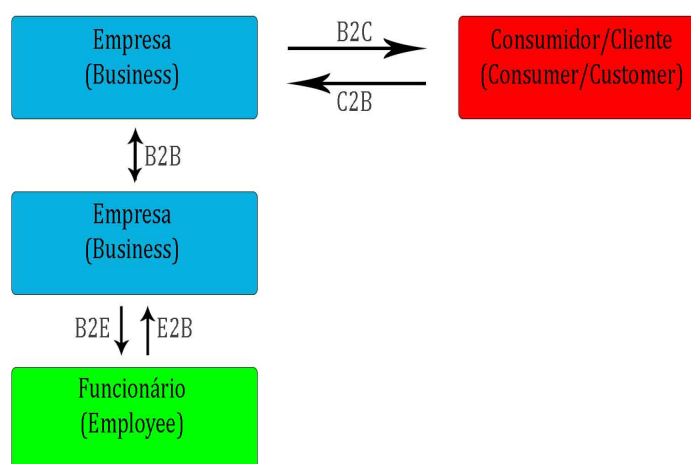 Empresa
(Business)
B2C
C2B
Consumidor/Cliente
(Consumer/Customer)
B2B
Empresa
(Business)
B2E
E2B
Funcionário
(Employee)